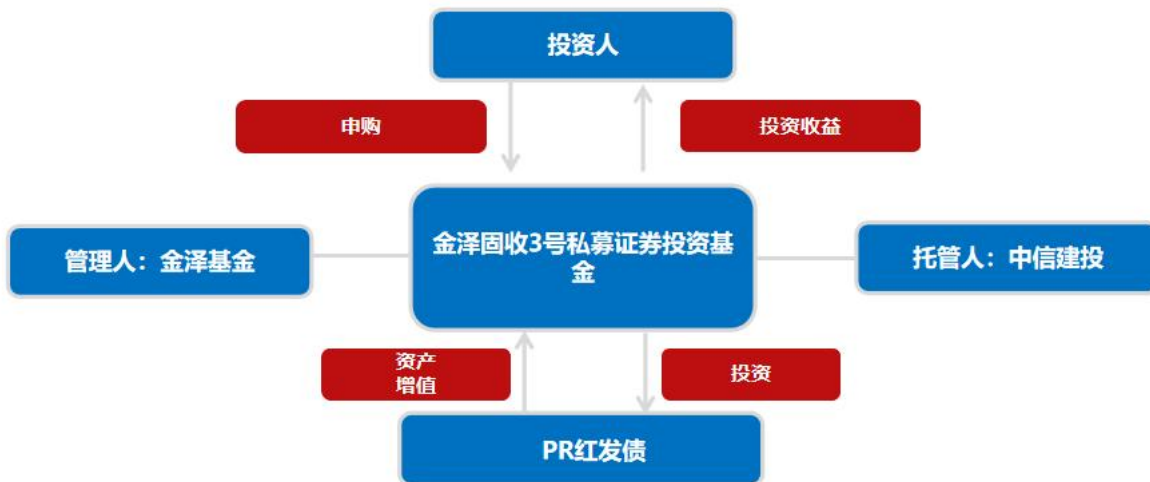 投资人
申购
投资收益
管理人：金泽基金
金泽固收3号私募证券投资基
金
托管人：中信建投
资产
增值
投资
PR红发债